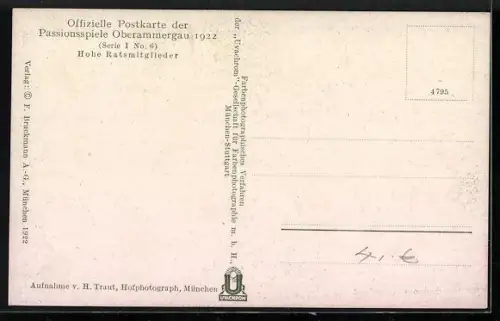 Offizielle Postkarte der
Passionsspiele Oberammergau 1922
(Serie I No. 6)
Hohe Ratsmitglieder
Verlag: © F. Bruckmann A.-G., München 1922
Farbenphotographisches Verfahren
der „Uvachrom"-Gesellschaft für Farbenphotographie m. b. H.,
München-Stuttgart
4795
4,-€
Aufnahme v. H. Traut, Hofphotograph, München
U
UVACHROM